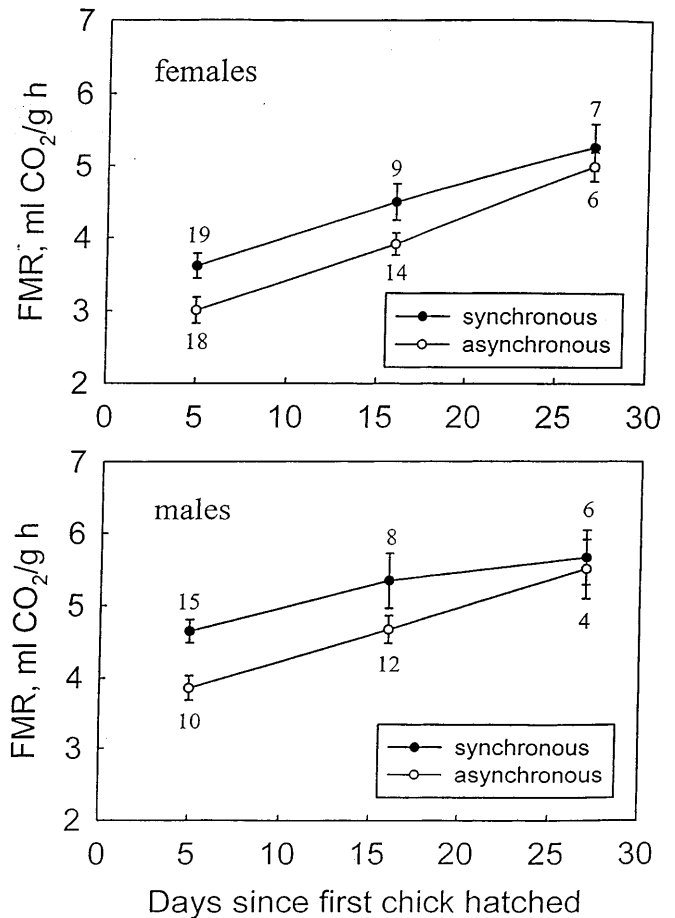 7
females
6
7
9
5
6
19
4
14
3
18
synchronous
asynchronous
2
0 5 10 15 20 25 30
FMR, ml CO₂/g h
7
males
6
6
8
15
5
4
12
4
10
3
synchronous
asynchronous
2
0 5 10 15 20 25 30
FMR, ml CO₂/g h
Days since first chick hatched